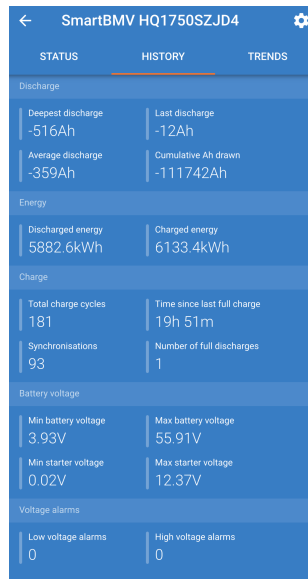 SmartBMV HQ1750SZJD4
STATUS HISTORY TRENDS
Discharge
Deepest discharge Last discharge
-516Ah -12Ah
Average discharge Cumulative Ah drawn
-359Ah -111742Ah
Energy
Discharged energy Charged energy
5882.6kWh 6133.4kWh
Charge
Total charge cycles Time since last full charge
181 19h 51m
Synchronisations Number of full discharges
93 1
Battery voltage
Min battery voltage Max battery voltage
3.93V 55.91V
Min starter voltage Max starter voltage
0.02V 12.37V
Voltage alarms
Low voltage alarms High voltage alarms
0 0